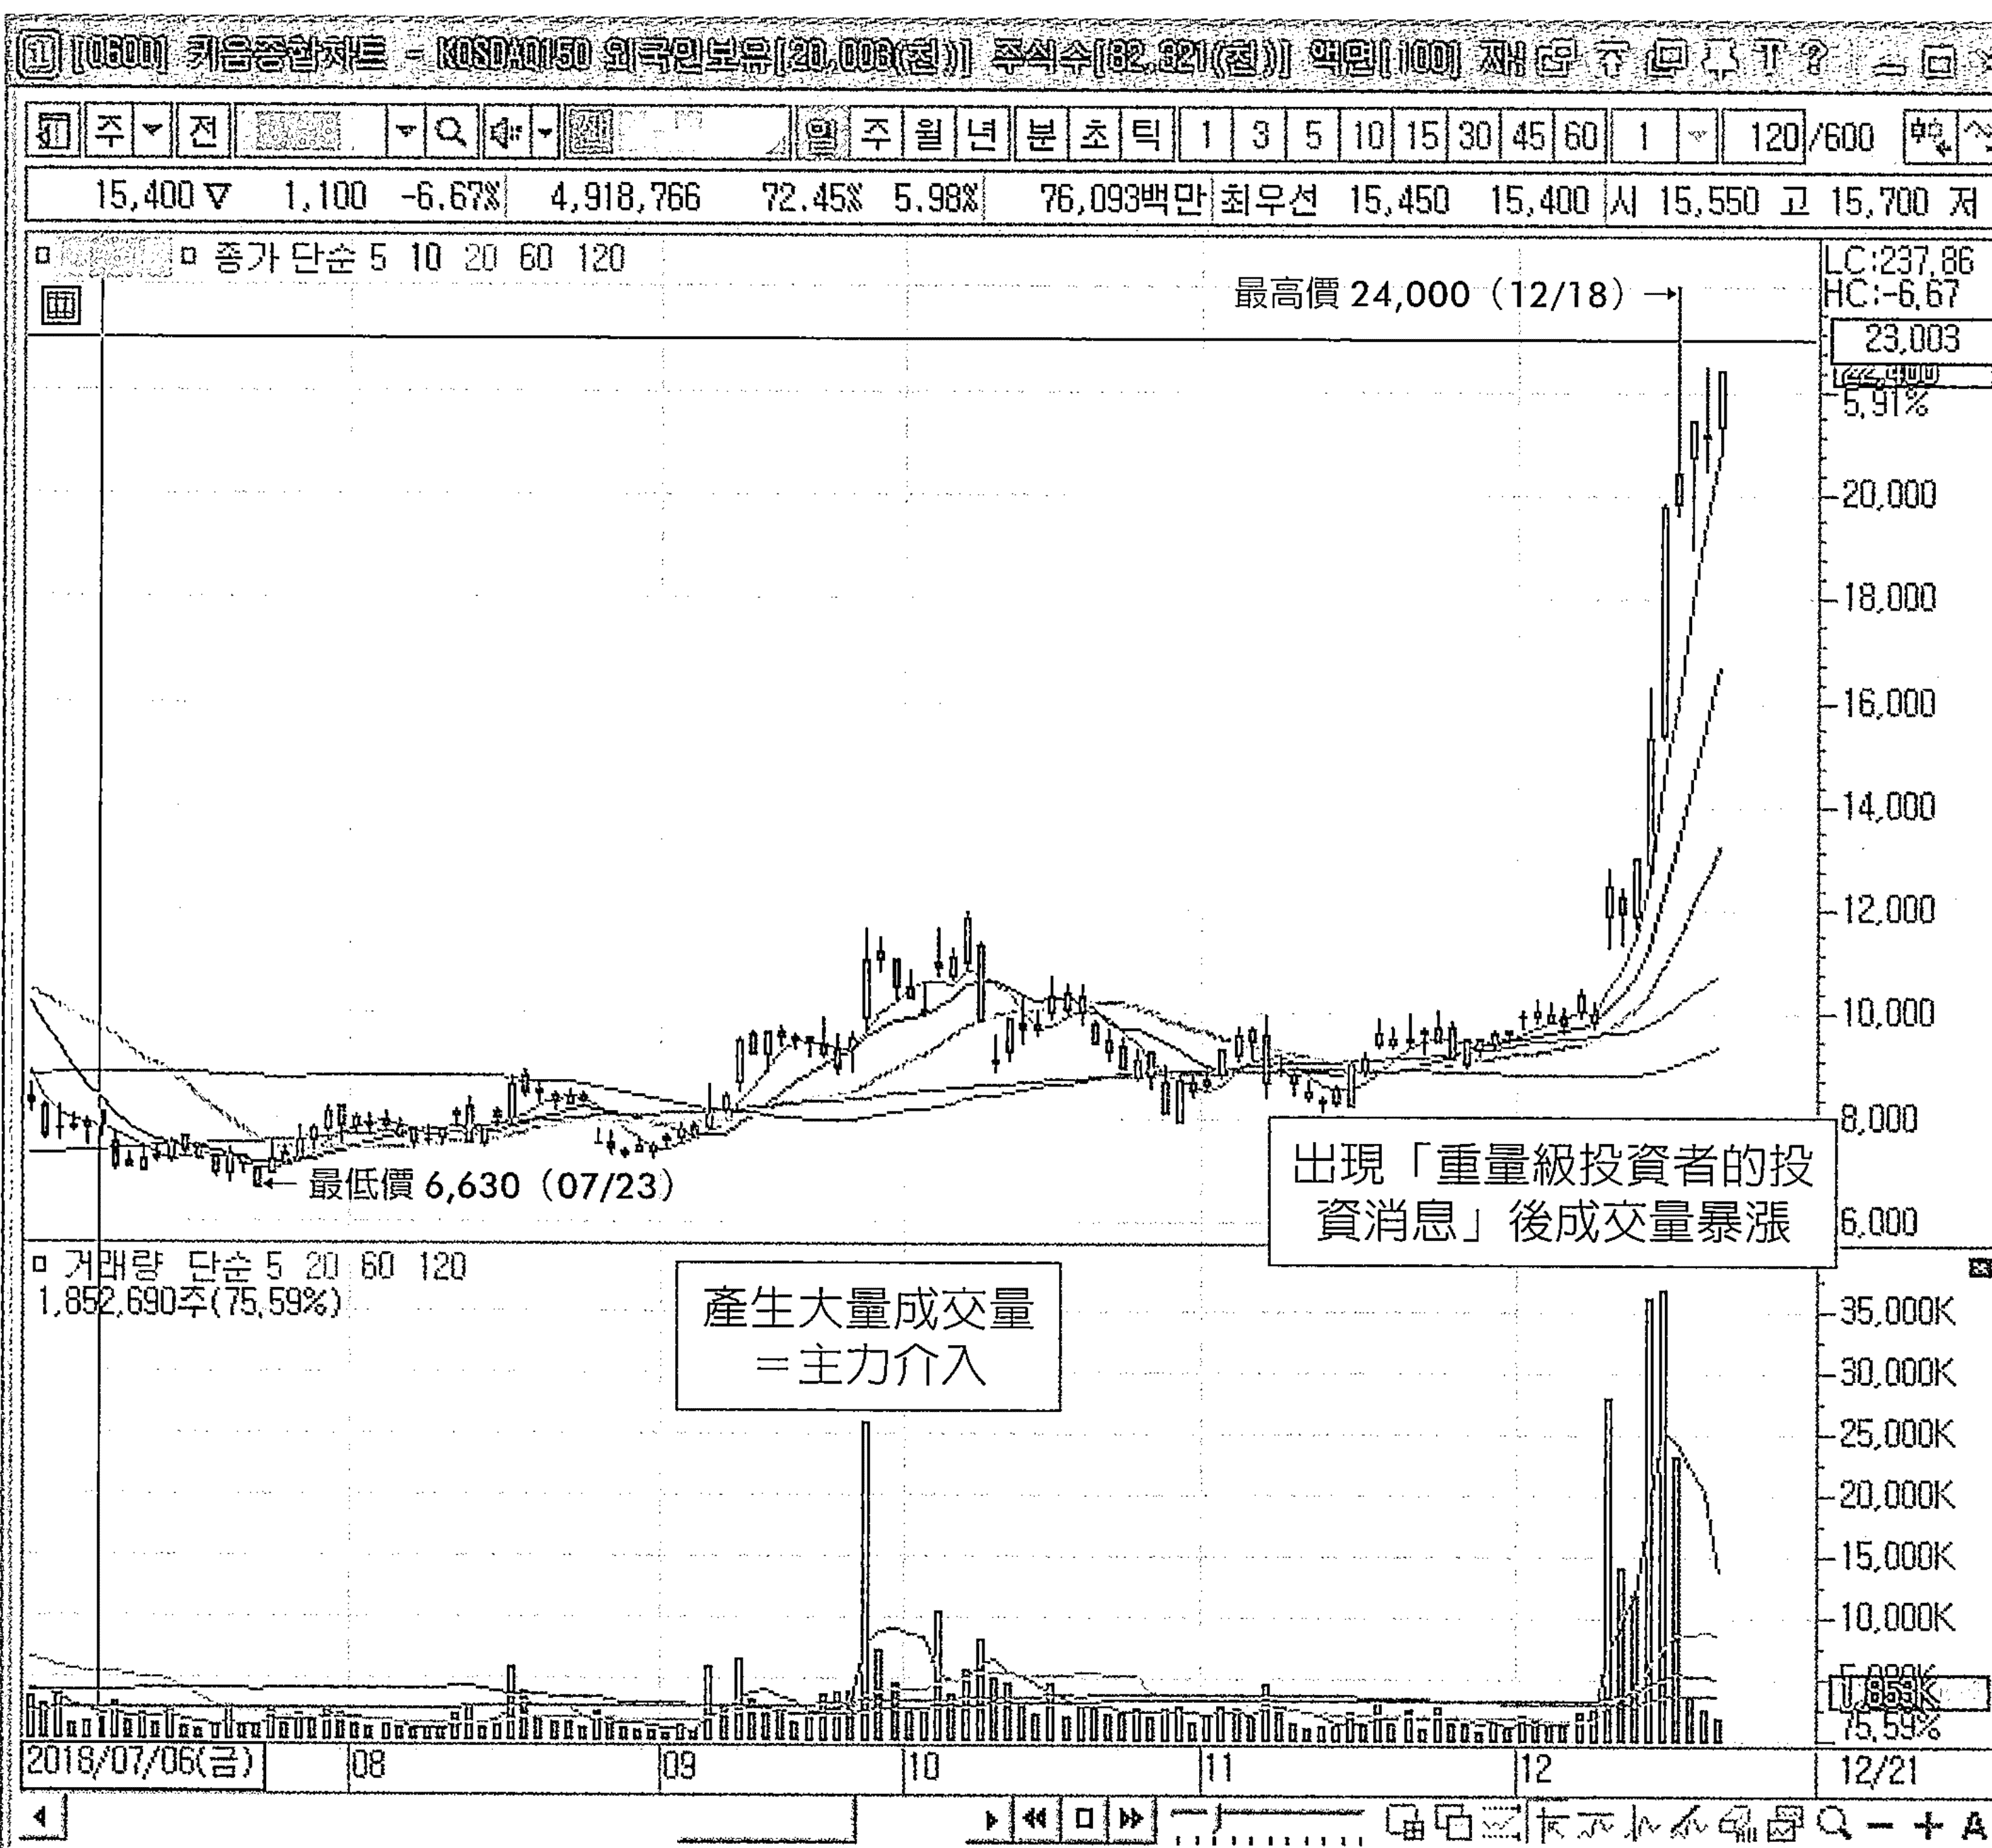 [0600] 키움종합차트 - KOSDAQ150 외국인보유[20,003(천)] 주식수[82,321(천)] 액면[100] 재
주 전 일 주 월 년 분 초 틱 1 3 5 10 15 30 45 60 1 120/600
15,400 ▽ 1,100 -6.67% 4,918,766 72.45% 5.98% 76,093백만 최우선 15,450 15,400 시 15,550 고 15,700 저
종가 단순 5 10 20 60 120
LC:237.86
HC:-6.67
最高價 24,000（12/18）→
23,003
22,400
5.91%
20,000
18,000
16,000
14,000
12,000
10,000
8,000
6,000
←最低價 6,630（07/23）
出現「重量級投資者的投
資消息」後成交量暴漲
거래량 단순 5 20 60 120
1,852,690주(75.59%)
產生大量成交量
＝主力介入
35,000K
30,000K
25,000K
20,000K
15,000K
10,000K
75.59%
2018/07/06(금) 08 09 10 11 12 12/21
A